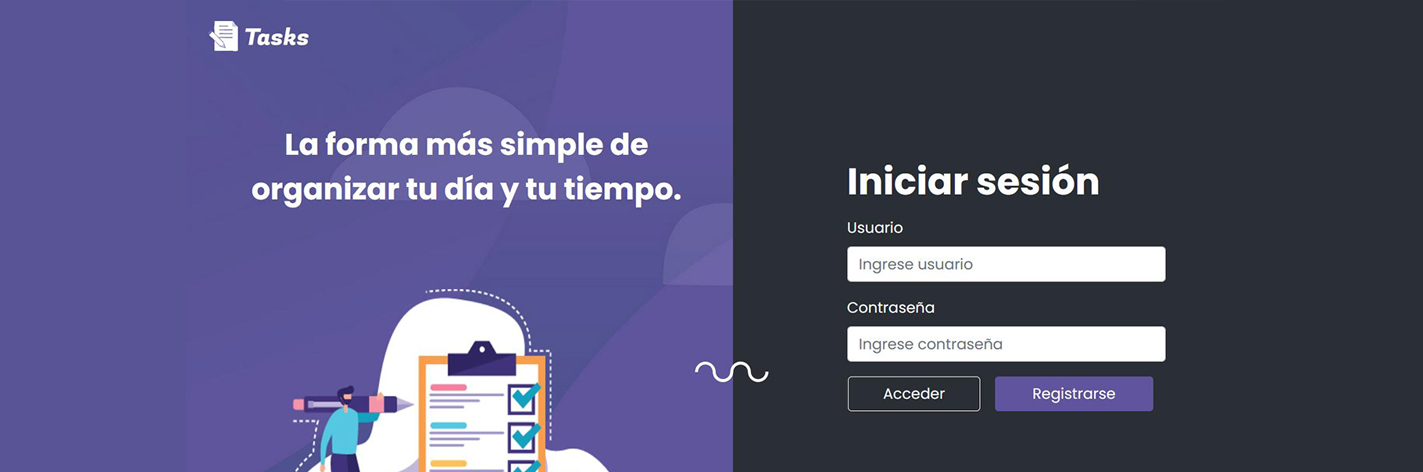 Tasks
La forma más simple de
organizar tu día y tu tiempo.
Iniciar sesión
Usuario
Ingrese usuario
Contraseña
Ingrese contraseña
Acceder
Registrarse